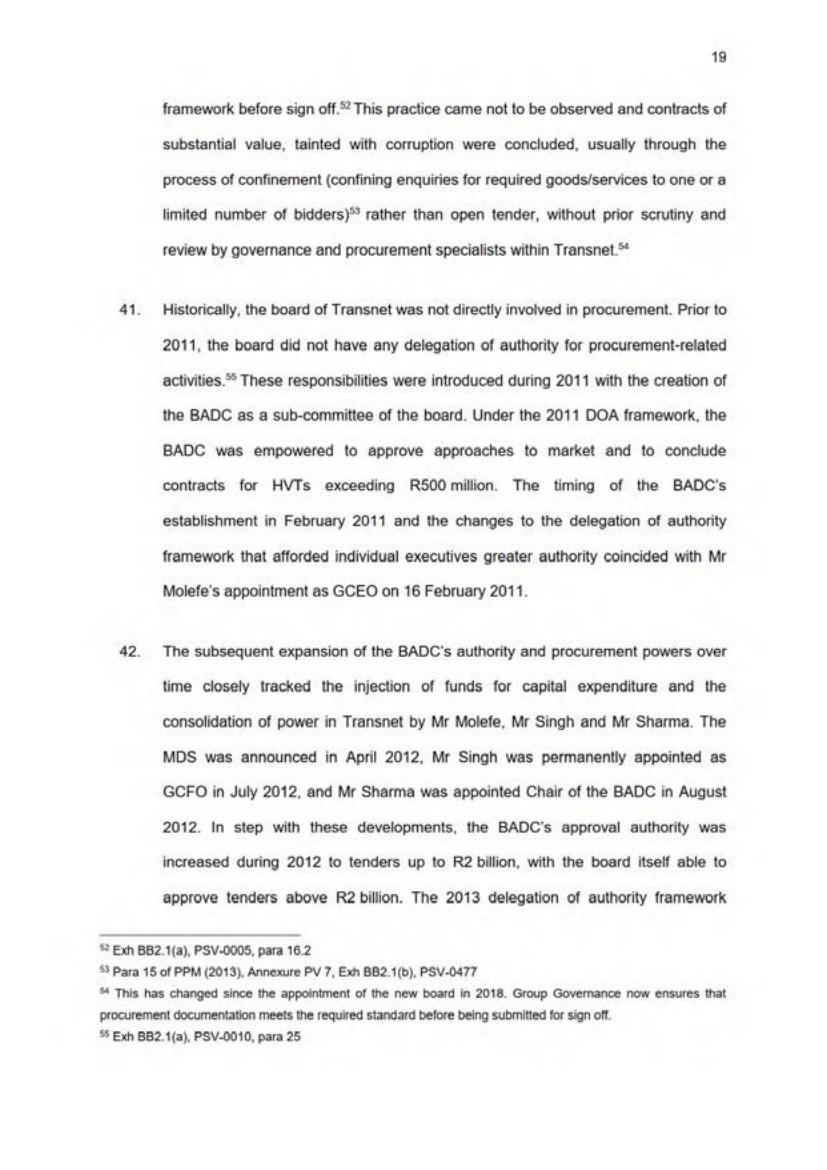 19
framework before sign off.52 This practice came not to be observed and contracts of
substantial value, tainted with corruption were concluded, usually through the
process of confinement (confining enquiries for required goods/services to one or a
limited number of bidders)53 rather than open tender, without prior scrutiny and
review by governance and procurement specialists within Transnet.54
41. Historically, the board of Transnet was not directly involved in procurement. Prior to
2011, the board did not have any delegation of authority for procurement-related
activities.55 These responsibilities were introduced during 2011 with the creation of
the BADC as a sub-committee of the board. Under the 2011 DOA framework, the
BADC was empowered to approve approaches to market and to conclude
contracts for HVTs exceeding R500 million. The timing of the BADC's
establishment in February 2011 and the changes to the delegation of authority
framework that afforded individual executives greater authority coincided with Mr
Molefe's appointment as GCEO on 16 February 2011.
42. The subsequent expansion of the BADC's authority and procurement powers over
time closely tracked the injection of funds for capital expenditure and the
consolidation of power in Transnet by Mr Molefe, Mr Singh and Mr Sharma. The
MDS was announced in April 2012, Mr Singh was permanently appointed as
GCFO in July 2012, and Mr Sharma was appointed Chair of the BADC in August
2012. In step with these developments, the BADC's approval authority was
increased during 2012 to tenders up to R2 billion, with the board itself able to
approve tenders above R2 billion. The 2013 delegation of authority framework
52 Exh BB2.1(a), PSV-0005, para 16.2
53 Para 15 of PPM (2013), Annexure PV 7, Exh BB2.1(b), PSV-0477
54 This has changed since the appointment of the new board in 2018. Group Governance now ensures that
procurement documentation meets the required standard before being submitted for sign off.
55 Exh BB2.1(a), PSV-0010, para 25